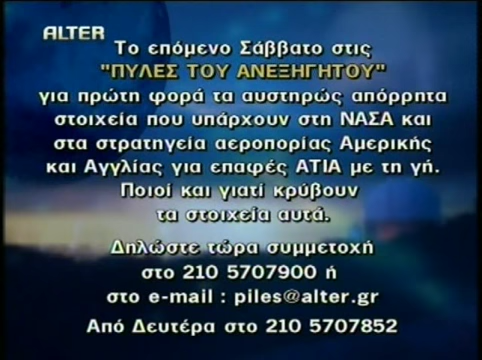 ALTER
Το επόμενο Σάββατο στις
"ΠΥΛΕΣ ΤΟΥ ΑΝΕΞΗΓΗΤΟΥ"
για πρώτη φορά τα αυστηρώς απόρρητα
στοιχεία που υπάρχουν στη ΝΑΣΑ και
στα στρατηγεία αεροπορίας Αμερικής
και Αγγλίας για επαφές ΑΤΙΑ με τη γή.
Ποιοί και γιατί κρύβουν
τα στοιχεία αυτά.
Δηλώστε τώρα συμμετοχή
στο 210 5707900 ή
στο e-mail : piles@alter.gr
Από Δευτέρα στο 210 5707852